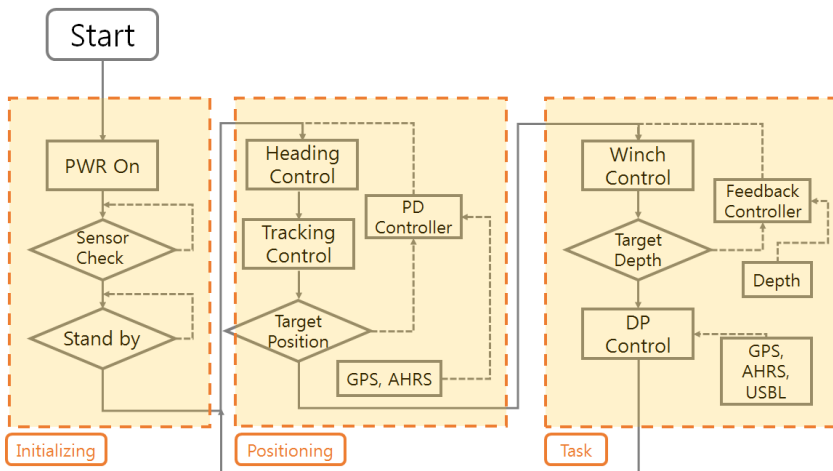 Start
PWR On
Sensor
Check
Stand by
Initializing
Heading
Control
Tracking
Control
Target
Position
PD
Controller
GPS, AHRS
Positioning
Winch
Control
Target
Depth
Feedback
Controller
Depth
DP
Control
GPS,
AHRS,
USBL
Task